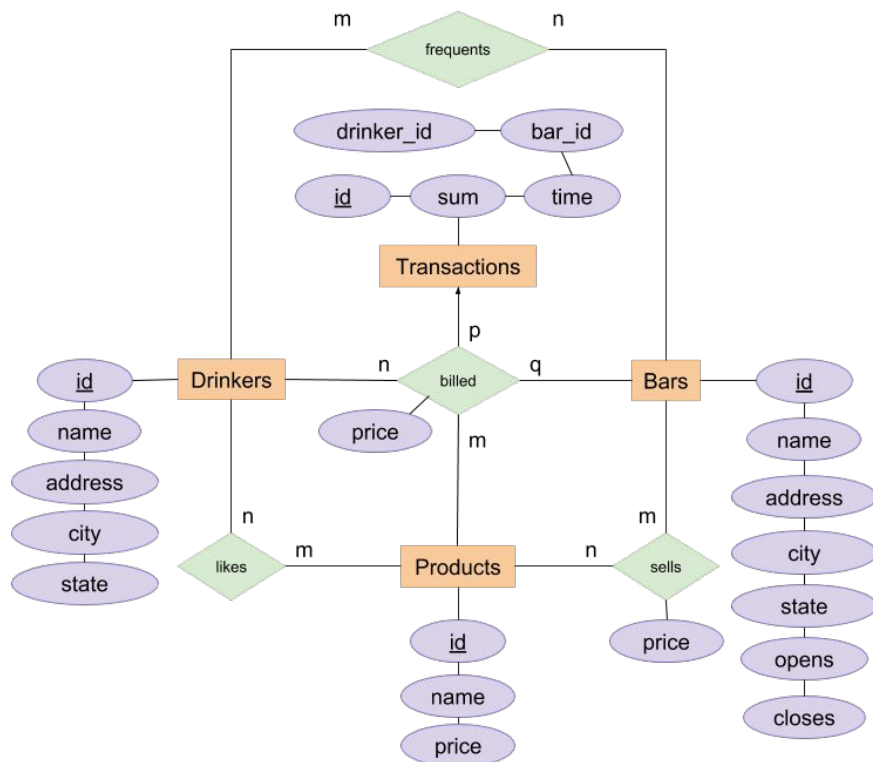 m
n
frequents
drinker_id
bar_id
id
sum
time
Transactions
p
id
Drinkers
n
billed
q
Bars
id
name
price
m
name
address
address
city
n
m
city
state
likes
m
Products
n
sells
state
id
price
opens
name
closes
price